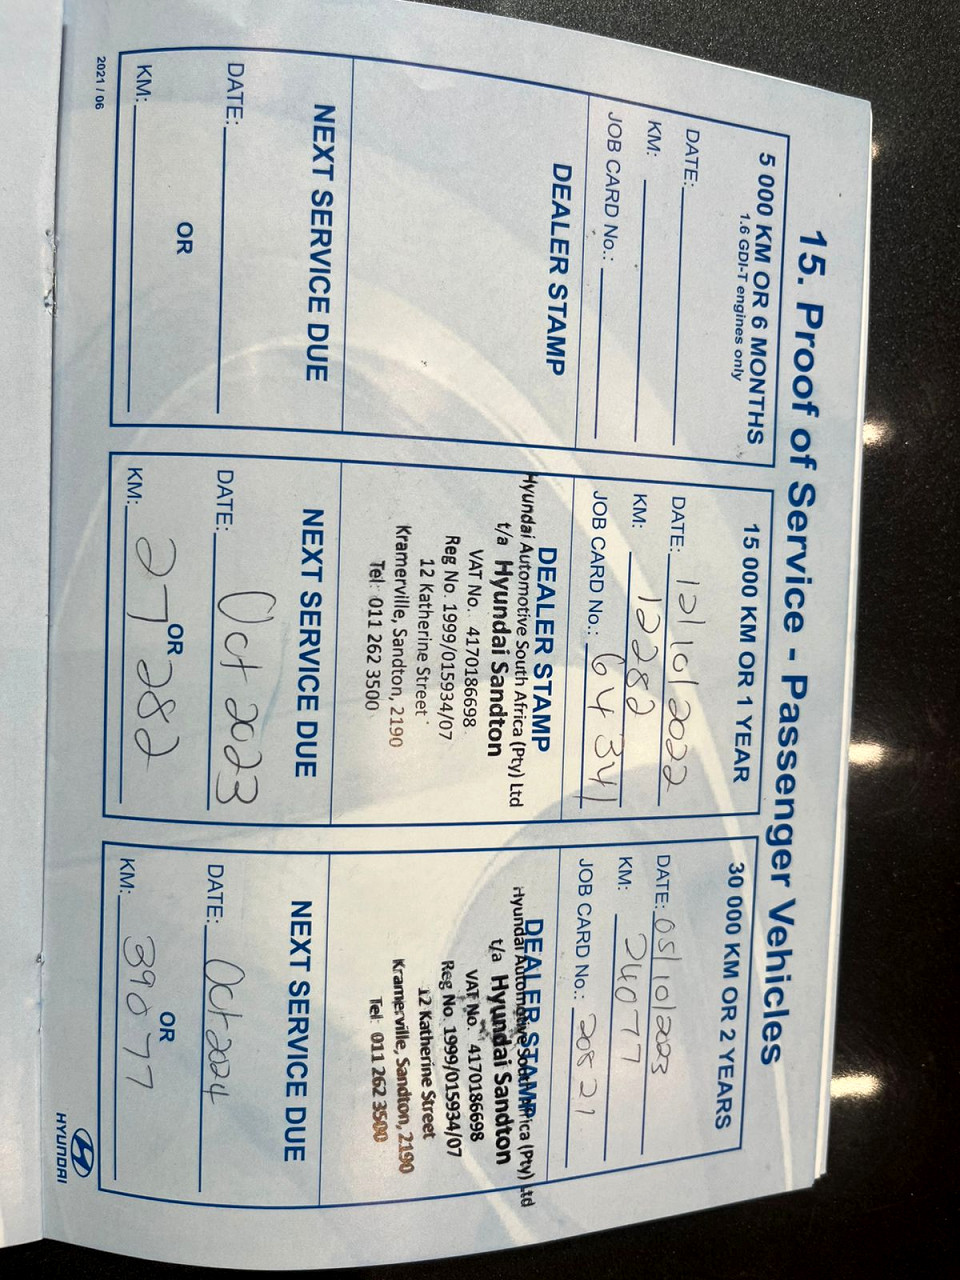 15. Proof of Service - Passenger Vehicles
5 000 KM OR 6 MONTHS
1.6 GDI-T engines only
DATE:
KM:
JOB CARD No.:
DEALER STAMP
NEXT SERVICE DUE
DATE:
OR
KM:
2021 / 06
15 000 KM OR 1 YEAR
DATE: 12/10/2022
KM: 12282
JOB CARD No.: 64341
DEALER STAMP
Hyundai Automotive South Africa (Pty) Ltd
t/a Hyundai Sandton
VAT No. 4170186698
Reg No. 1999/015934/07
12 Katherine Street
Kramerville, Sandton, 2190
Tel: 011 262 3500
NEXT SERVICE DUE
DATE: Oct 2023
OR
KM: 27282
30 000 KM OR 2 YEARS
DATE: 05/10/2023
KM: 24077
JOB CARD No.: 20521
DEALER STAMP
Hyundai Automotive South Africa (Pty) Ltd
t/a Hyundai Sandton
VAT No. 4170186698
Reg No. 1999/015934/07
12 Katherine Street
Kramerville, Sandton, 2190
Tel: 011 262 3500
NEXT SERVICE DUE
DATE: Oct 2024
OR
KM: 39077
HYUNDAI